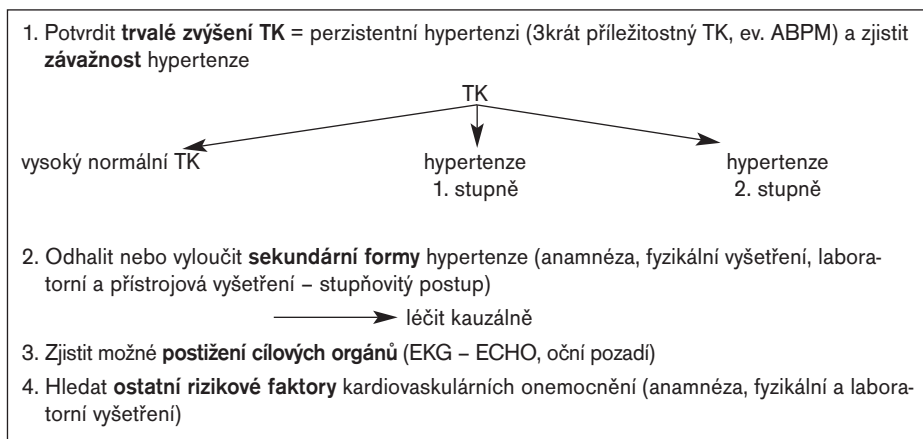 1. Potvrdit trvalé zvýšení TK = perzistentní hypertenzi (3krát příležitostný TK, ev. ABPM) a zjistit
závažnost hypertenze
TK
vysoký normální TK
hypertenze
1. stupně
hypertenze
2. stupně
2. Odhalit nebo vyloučit sekundární formy hypertenze (anamnéza, fyzikální vyšetření, labora-
torní a přístrojová vyšetření – stupňovitý postup)
léčit kauzálně
3. Zjistit možné postižení cílových orgánů (EKG – ECHO, oční pozadí)
4. Hledat ostatní rizikové faktory kardiovaskulárních onemocnění (anamnéza, fyzikální a labora-
torní vyšetření)